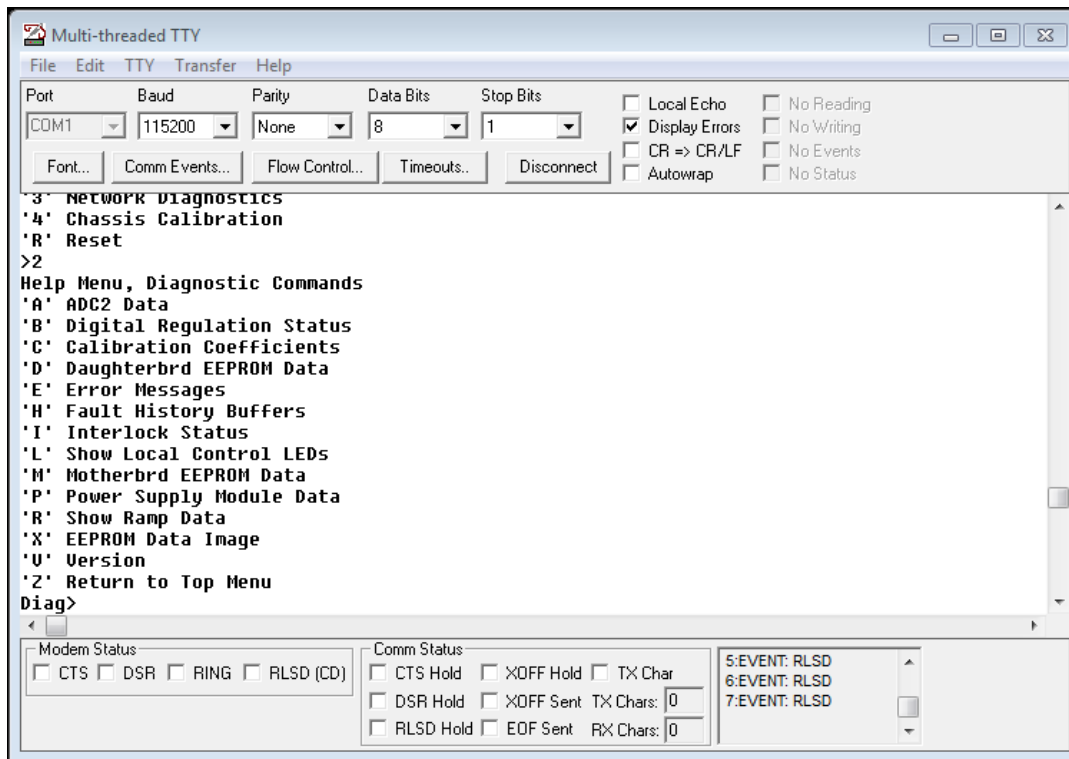 Multi-threaded TTY
File Edit TTY Transfer Help
Port Baud Parity Data Bits Stop Bits
COM1 115200 None 8 1
Local Echo No Reading
Display Errors No Writing
CR => CR/LF No Events
Autowrap No Status
Font... Comm Events... Flow Control... Timeouts.. Disconnect
'3' Network Diagnostics
'4' Chassis Calibration
'R' Reset
>2
Help Menu, Diagnostic Commands
'A' ADC2 Data
'B' Digital Regulation Status
'C' Calibration Coefficients
'D' Daughterbrd EEPROM Data
'E' Error Messages
'H' Fault History Buffers
'I' Interlock Status
'L' Show Local Control LEDs
'M' Motherbrd EEPROM Data
'P' Power Supply Module Data
'R' Show Ramp Data
'X' EEPROM Data Image
'V' Version
'Z' Return to Top Menu
Diag>
Modem Status
CTS DSR RING RLSD (CD)
Comm Status
CTS Hold XOFF Hold TX Char
DSR Hold XOFF Sent TX Chars: 0
RLSD Hold EOF Sent RX Chars: 0
5:EVENT: RLSD
6:EVENT: RLSD
7:EVENT: RLSD